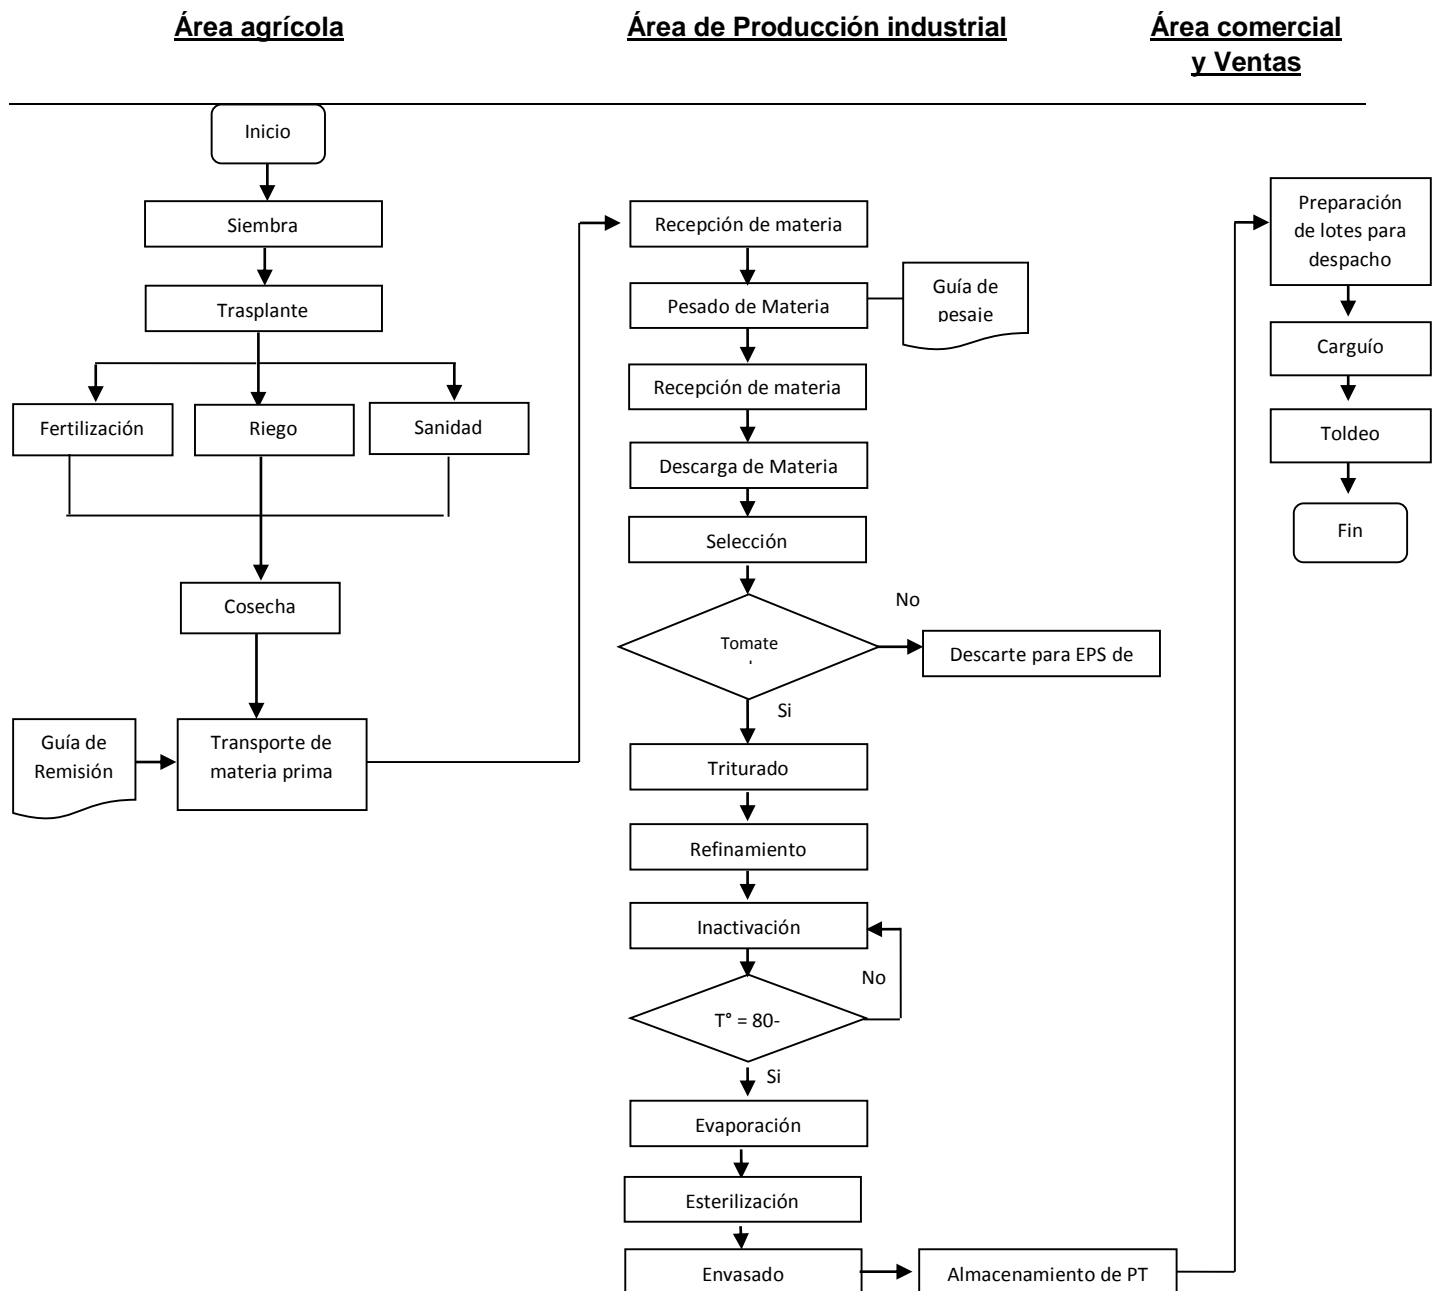 Área agrícola
Área de Producción industrial
Área comercial
y Ventas
Inicio
Siembra
Trasplante
Fertilización
Riego
Sanidad
Cosecha
Guía de
Remisión
Transporte de
materia prima
Recepción de materia
Pesado de Materia
Guía de
pesaje
Recepción de materia
Descarga de Materia
Selección
Tomate
No
Descarte para EPS de
Si
Triturado
Refinamiento
Inactivación
No
T° = 80-
Si
Evaporación
Esterilización
Envasado
Almacenamiento de PT
Preparación
de lotes para
despacho
Carguío
Toldeo
Fin